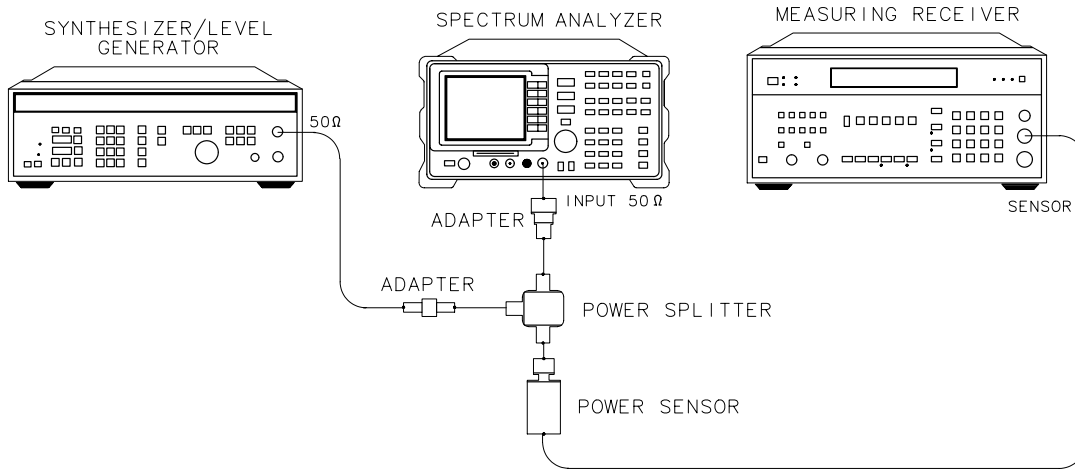 SYNTHESIZER/LEVEL
GENERATOR
SPECTRUM ANALYZER
MEASURING RECEIVER
50Ω
INPUT 50Ω
SENSOR
ADAPTER
ADAPTER
POWER SPLITTER
POWER SENSOR